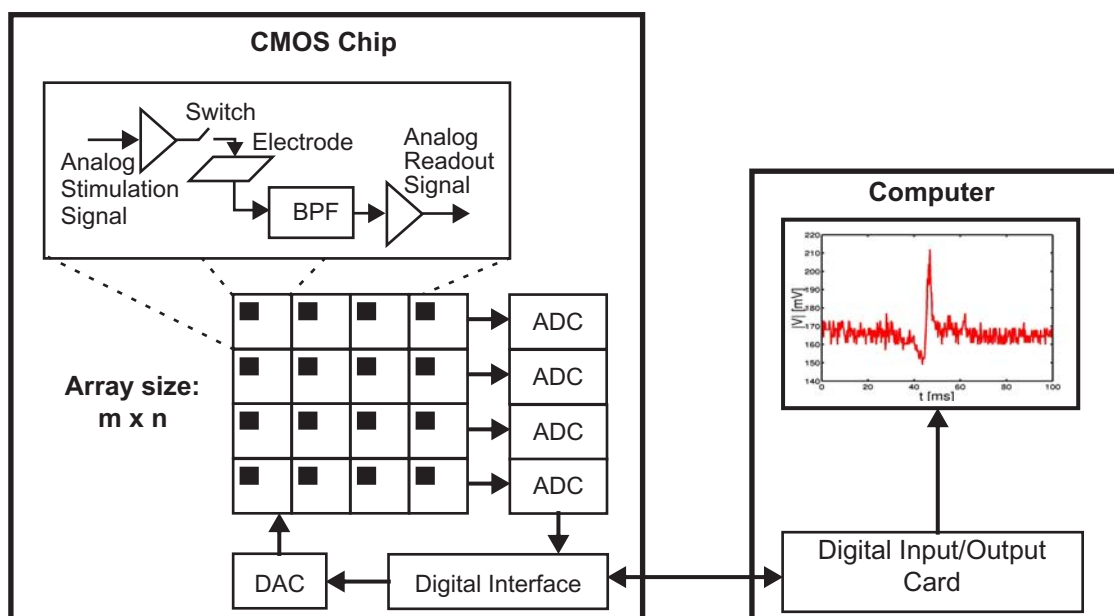 CMOS Chip
Switch
Electrode
Analog
Stimulation
Signal
BPF
Analog
Readout
Signal
Array size:
m x n
ADC
ADC
ADC
ADC
DAC
Digital Interface
Computer
220
210
200
190
180
170
160
150
140
|V| [mV]
0
20
40
60
80
100
t [ms]
Digital Input/Output
Card